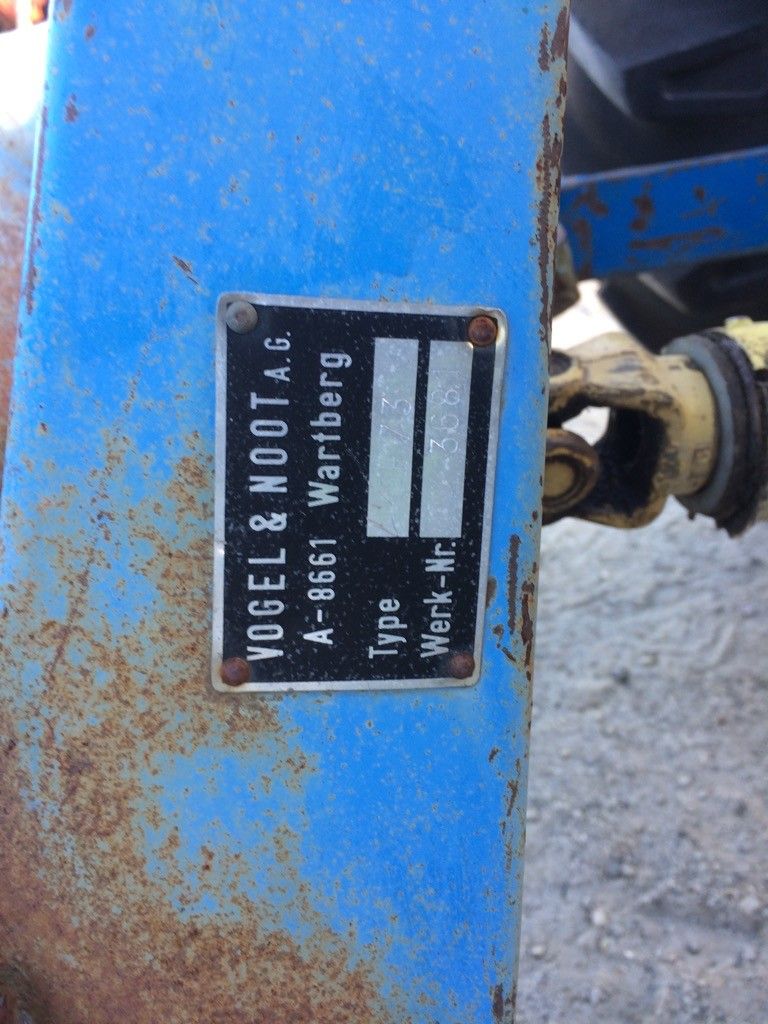 VOGEL & NOOT A.G.
A-8661 Wartberg
Type
Werk-Nr.